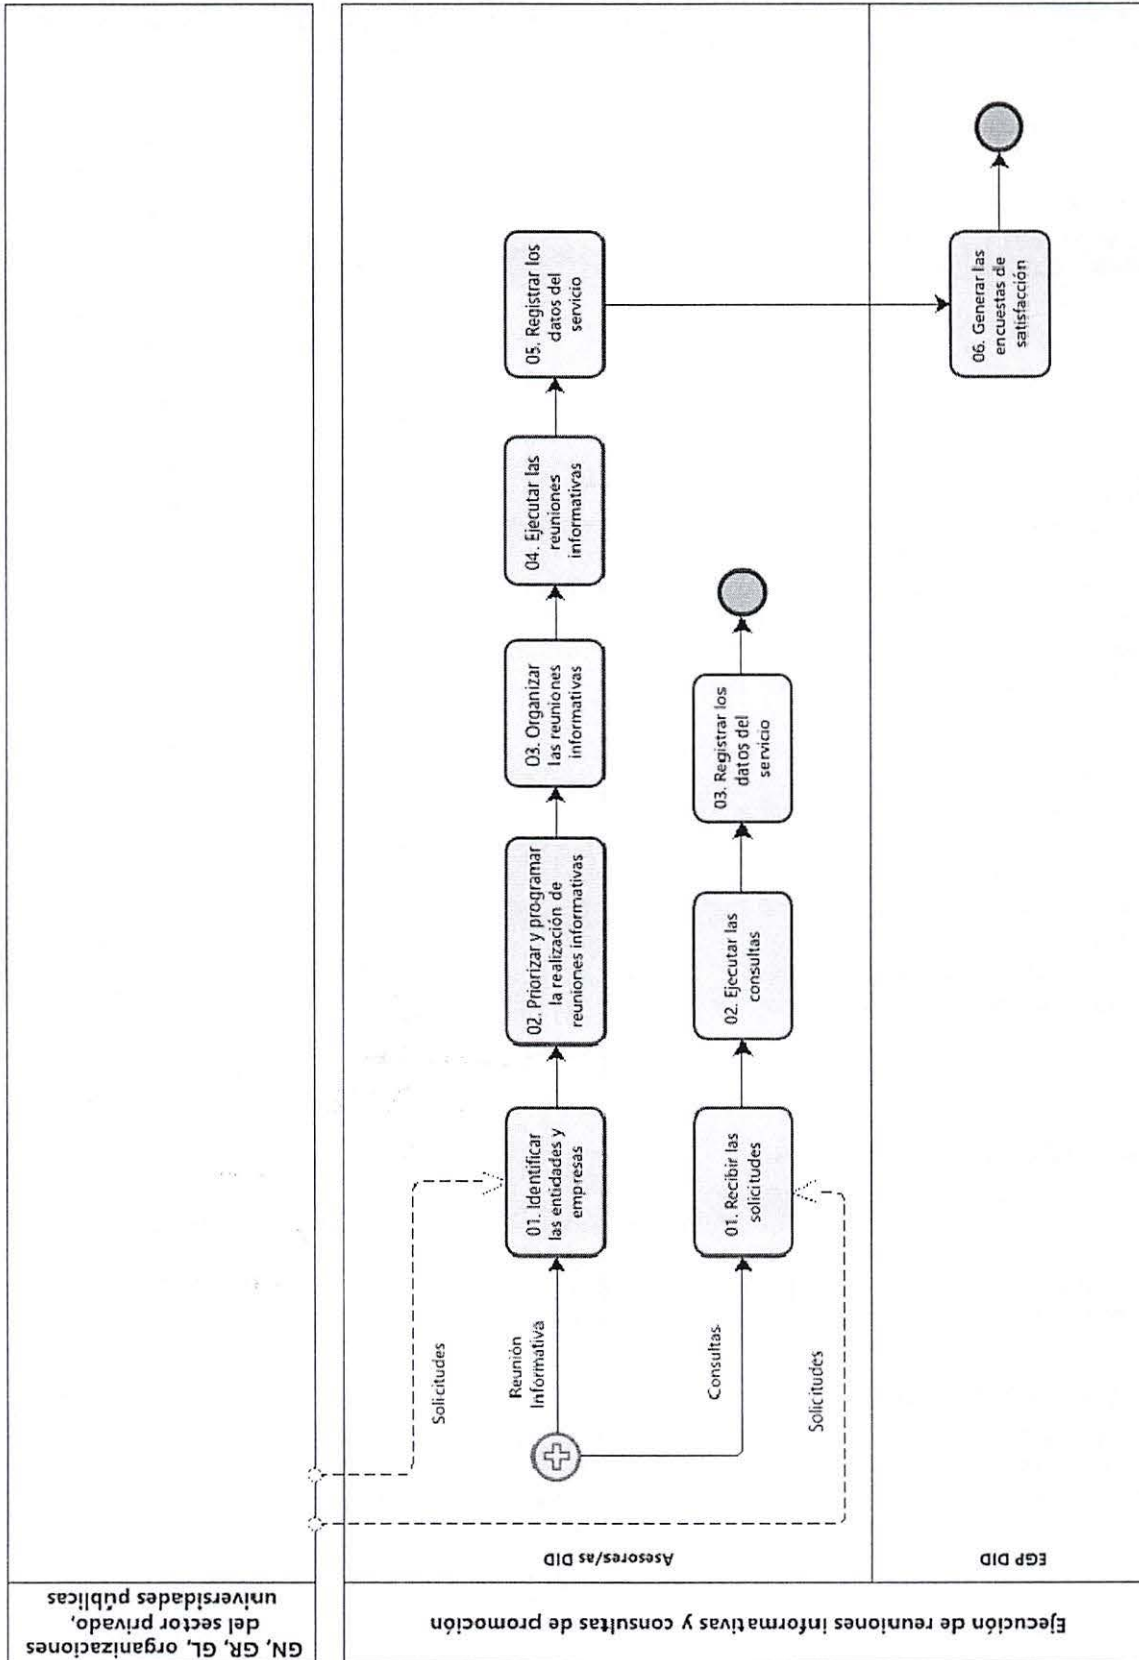 GN, GR, GL, organizaciones
del sector privado,
universidades públicas
Ejecución de reuniones informativas y consultas de promoción
Asesores/as DID
EGP DID
Solicitudes
Reunión
Informativa
01. Identificar
las entidades y
empresas
02. Priorizar y programar
la realización de
reuniones informativas
03. Organizar
las reuniones
informativas
04. Ejecutar las
reuniones
informativas
05. Registrar los
datos del
servicio
Consultas
Solicitudes
01. Recibir las
solicitudes
02. Ejecutar las
consultas
03. Registrar los
datos del
servicio
06. Generar las
encuestas de
satisfacción